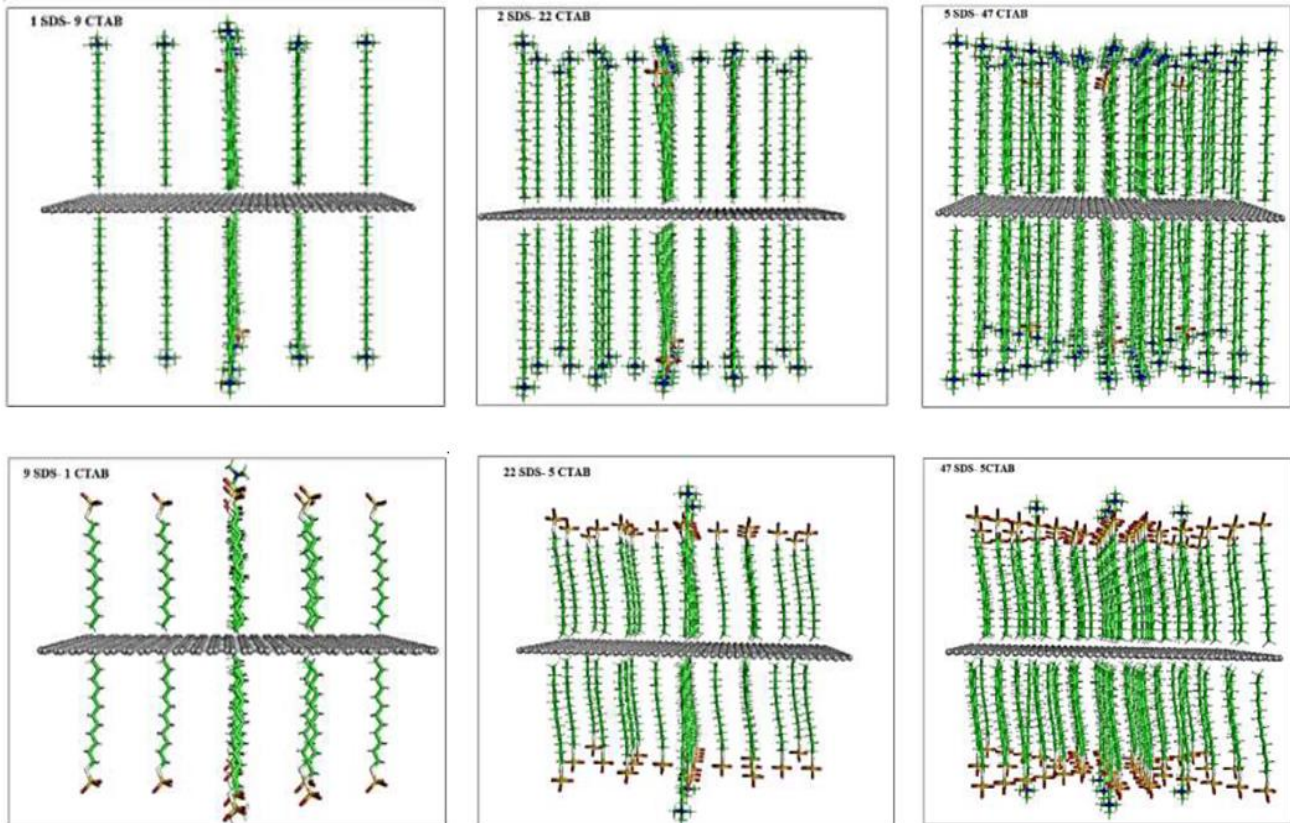 1 SDS- 9 CTAB
2 SDS- 22 CTAB
5 SDS- 47 CTAB
9 SDS- 1 CTAB
22 SDS- 5 CTAB
47 SDS- 5CTAB